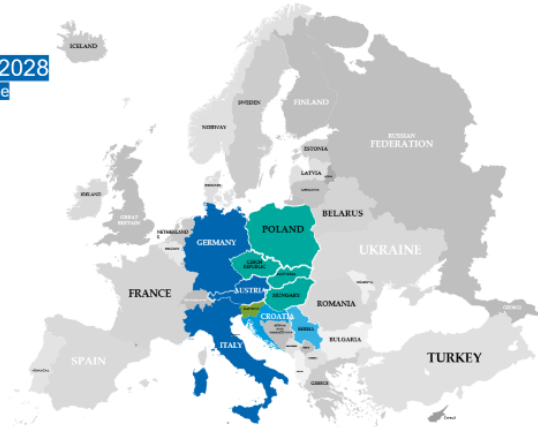 2028
e
ICELAND
SWEDEN
FINLAND
NORWAY
RUSSIAN
FEDERATION
ESTONIA
LATVIA
IRELAND
GREAT
BRITAIN
NETHERLAND
S
BELARUS
POLAND
GERMANY
UKRAINE
CZECH
REPUBLIC
AUSTRIA
HUNGARY
FRANCE
ROMANIA
CROATIA
SERBIA
ITALY
BULGARIA
SPAIN
TURKEY
GREECE